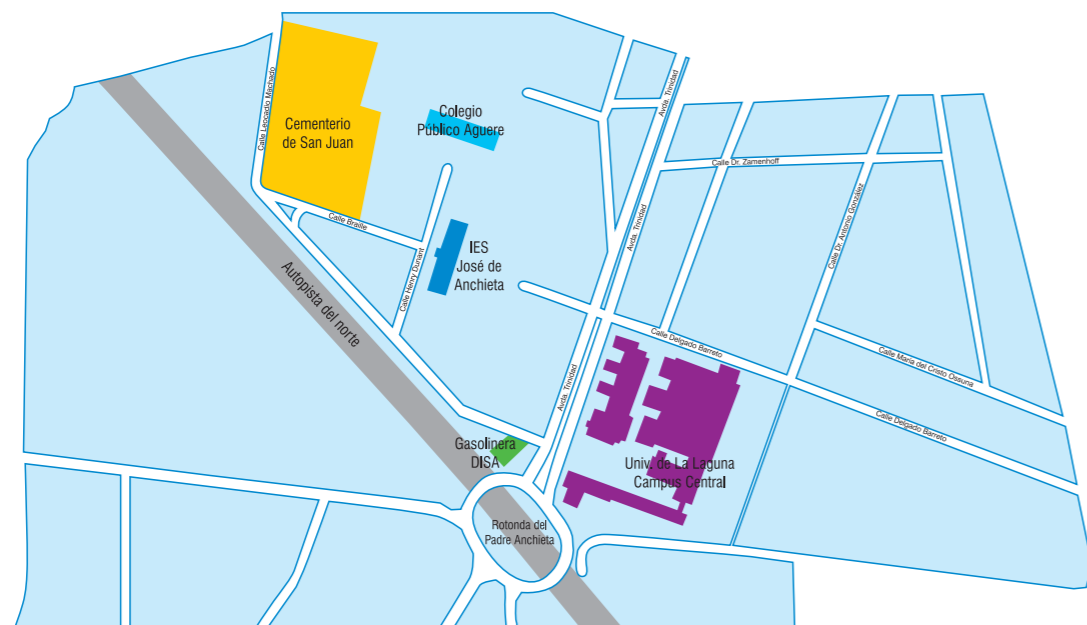 Calle Leocadio Machado
Cementerio
de San Juan
Colegio
Público Aguere
Avda. Trinidad
Calle Dr. Zamenhoff
Calle Dr. Antonio González
Calle Braille
Avda. Trinidad
IES
José de
Anchieta
Calle Henry Dunant
Autopista del norte
Calle Delgado Barreto
Calle María del Cristo Ossuna
Avda. Trinidad
Calle Delgado Barreto
Gasolinera
DISA
Univ. de La Laguna
Campus Central
Rotonda del
Padre Anchieta